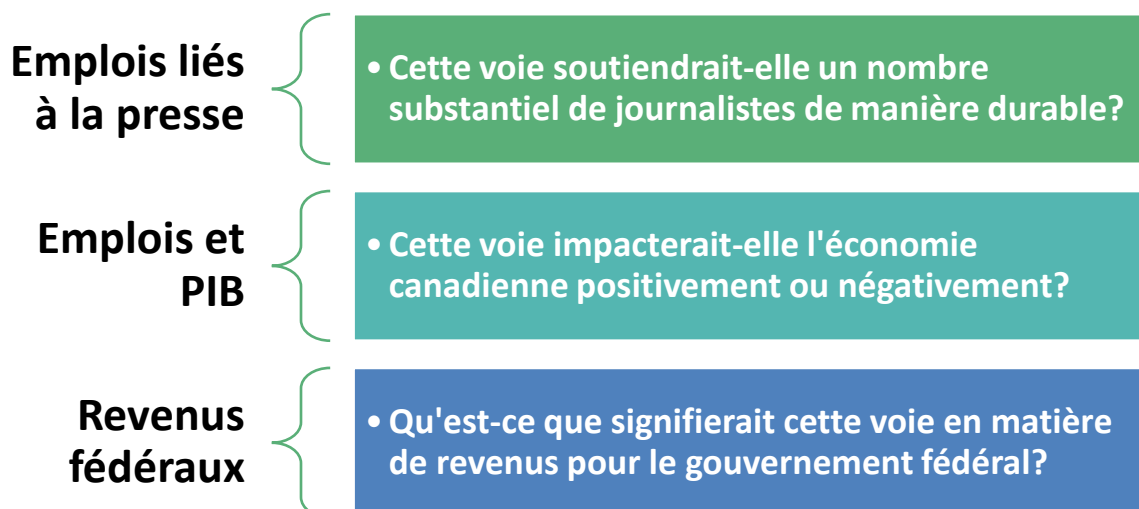 Emplois liés
à la presse
• Cette voie soutiendrait-elle un nombre
substantiel de journalistes de manière durable?
Emplois et
PIB
• Cette voie impacterait-elle l'économie
canadienne positivement ou négativement?
Revenus
fédéraux
• Qu'est-ce que signifierait cette voie en matière
de revenus pour le gouvernement fédéral?